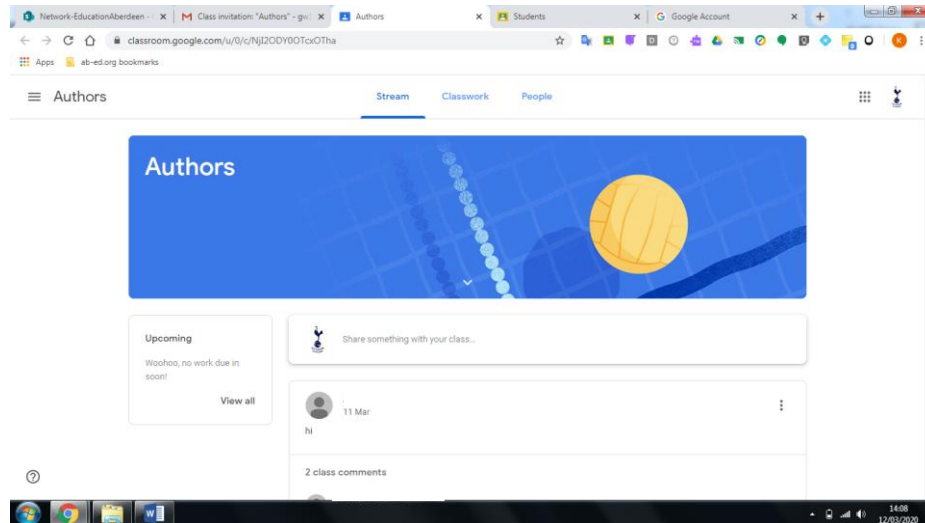 Network-EducationAberdeen -
Class invitation: "Authors" - gw.
Authors
Students
Google Account
classroom.google.com/u/0/c/NjI2ODY0OTcxOTha
Apps
ab-ed.org bookmarks
Authors
Stream
Classwork
People
Authors
Upcoming
Woohoo, no work due in
soon!
View all
Share something with your class...
11 Mar
hi
2 class comments
14:08
12/03/2020